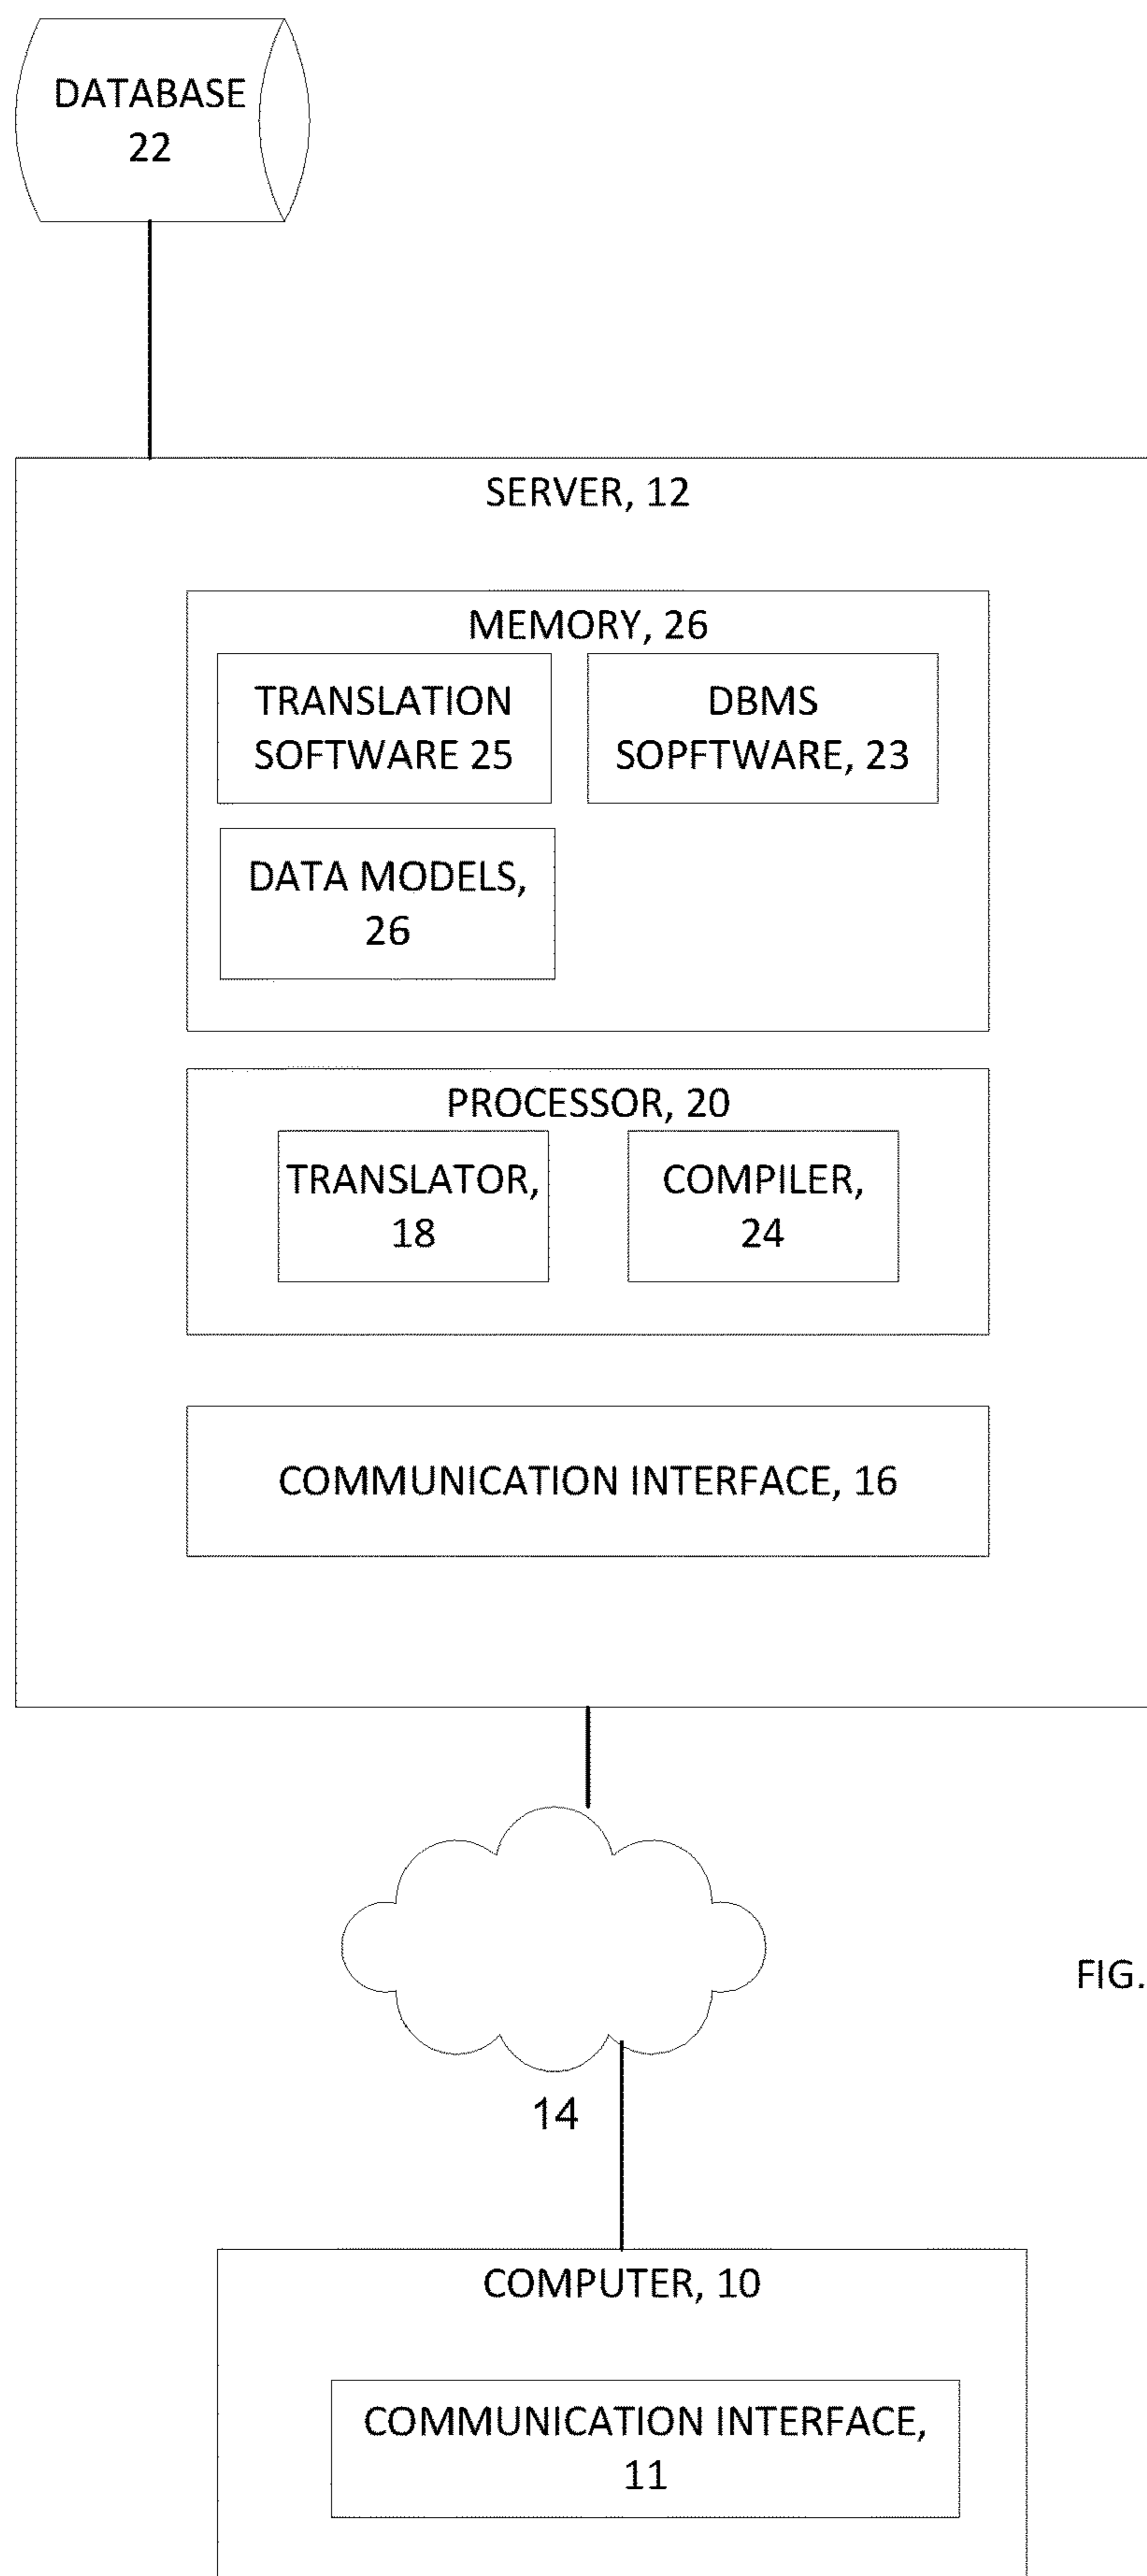 DATABASE
22
SERVER, 12
MEMORY, 26
TRANSLATION
SOFTWARE 25
DBMS
SOPFTWARE, 23
DATA MODELS,
26
PROCESSOR, 20
TRANSLATOR,
18
COMPILER,
24
COMMUNICATION INTERFACE, 16
FIG.
14
COMPUTER, 10
COMMUNICATION INTERFACE,
11